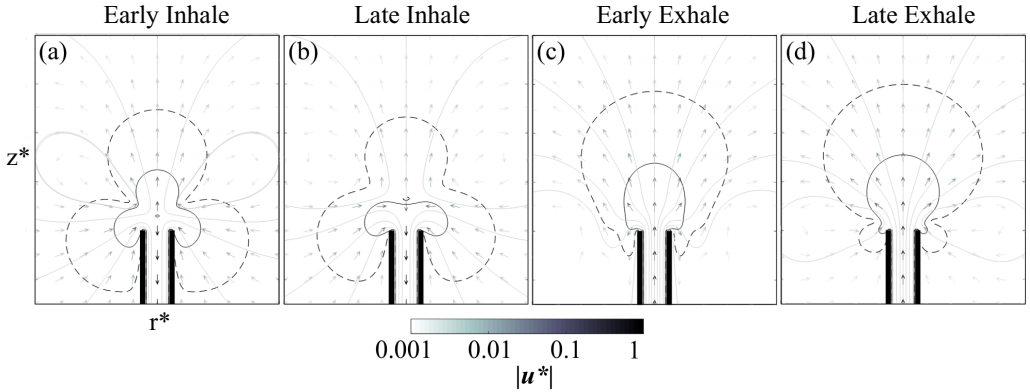 Early Inhale
Late Inhale
Early Exhale
Late Exhale
(a)
(b)
(c)
(d)
z*
r*
0.001
0.01
0.1
1
|u*|